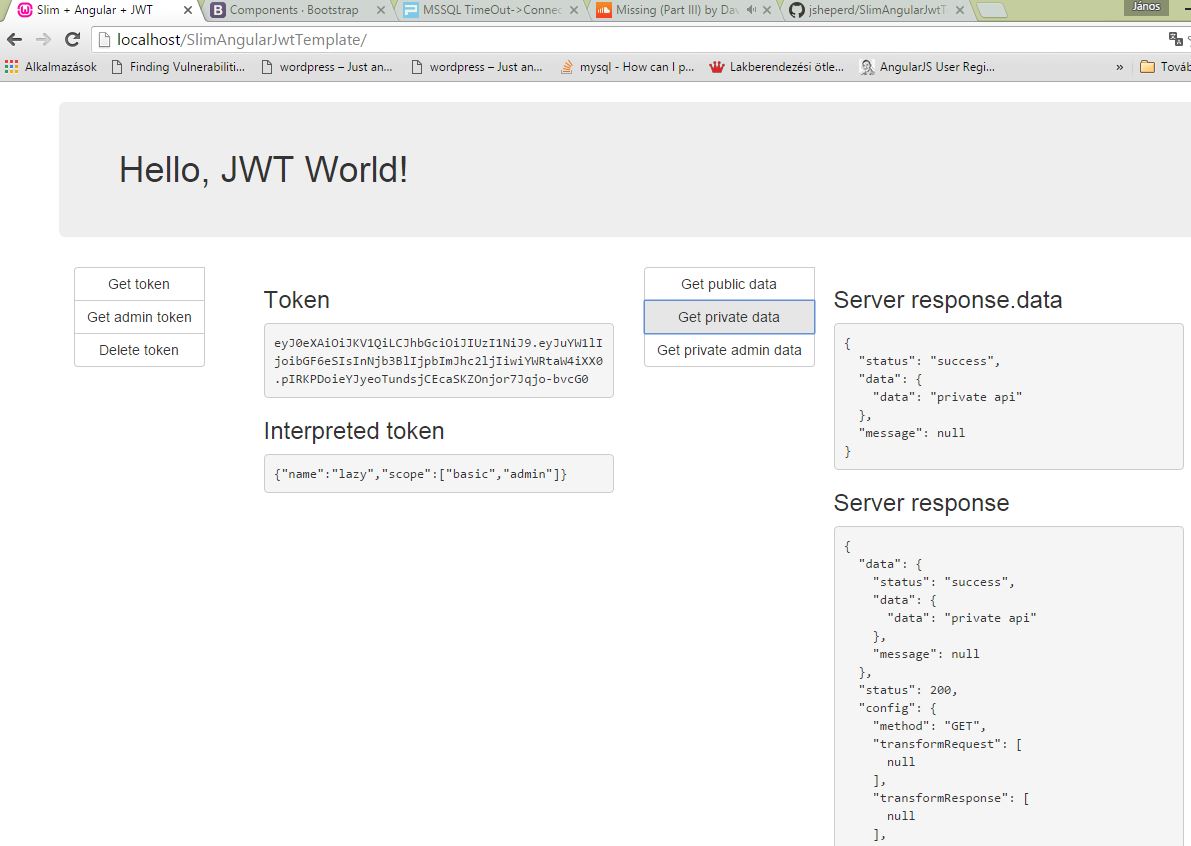 Slim + Angular + JWT
Components · Bootstrap
MSSQL TimeOut->Connec
Missing (Part III) by Dav
jsheperd/SlimAngularJwtT
János
localhost/SlimAngularJwtTemplate/
Alkalmazások
Finding Vulnerabiliti...
wordpress – Just an...
wordpress – Just an...
mysql - How can I p...
Lakberendezési ötle...
AngularJS User Regi...
»
Továb
Hello, JWT World!
Get token
Get admin token
Delete token
Token
eyJ0eXAiOiJKV1QiLCJhbGciOiJIUzI1NiJ9.eyJuYW1lI
joibGF6eSIsInNjb3BlIjpbImJhc2ljIiwiYWRtaW4iXX0
.pIRKPDoieYJyeoTundsjCEcaSKZOnjor7Jqjo-bvcG0
Interpreted token
{"name":"lazy","scope":["basic","admin"]}
Get public data
Get private data
Get private admin data
Server response.data
{
"status": "success",
"data": {
"data": "private api"
},
"message": null
}
Server response
{
"data": {
"status": "success",
"data": {
"data": "private api"
},
"message": null
},
"status": 200,
"config": {
"method": "GET",
"transformRequest": [
null
],
"transformResponse": [
null
],